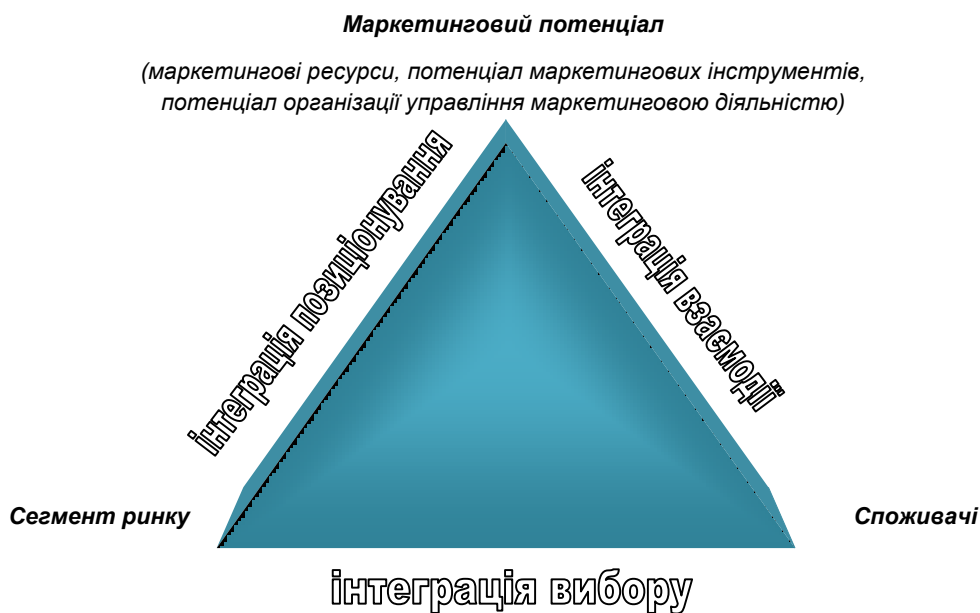 Маркетинговий потенціал
(маркетингові ресурси, потенціал маркетингових інструментів,
потенціал організації управління маркетинговою діяльністю)
інтеграція позиціонування
інтеграція взаємодії
Сегмент ринку
Споживачі
інтеграція вибору